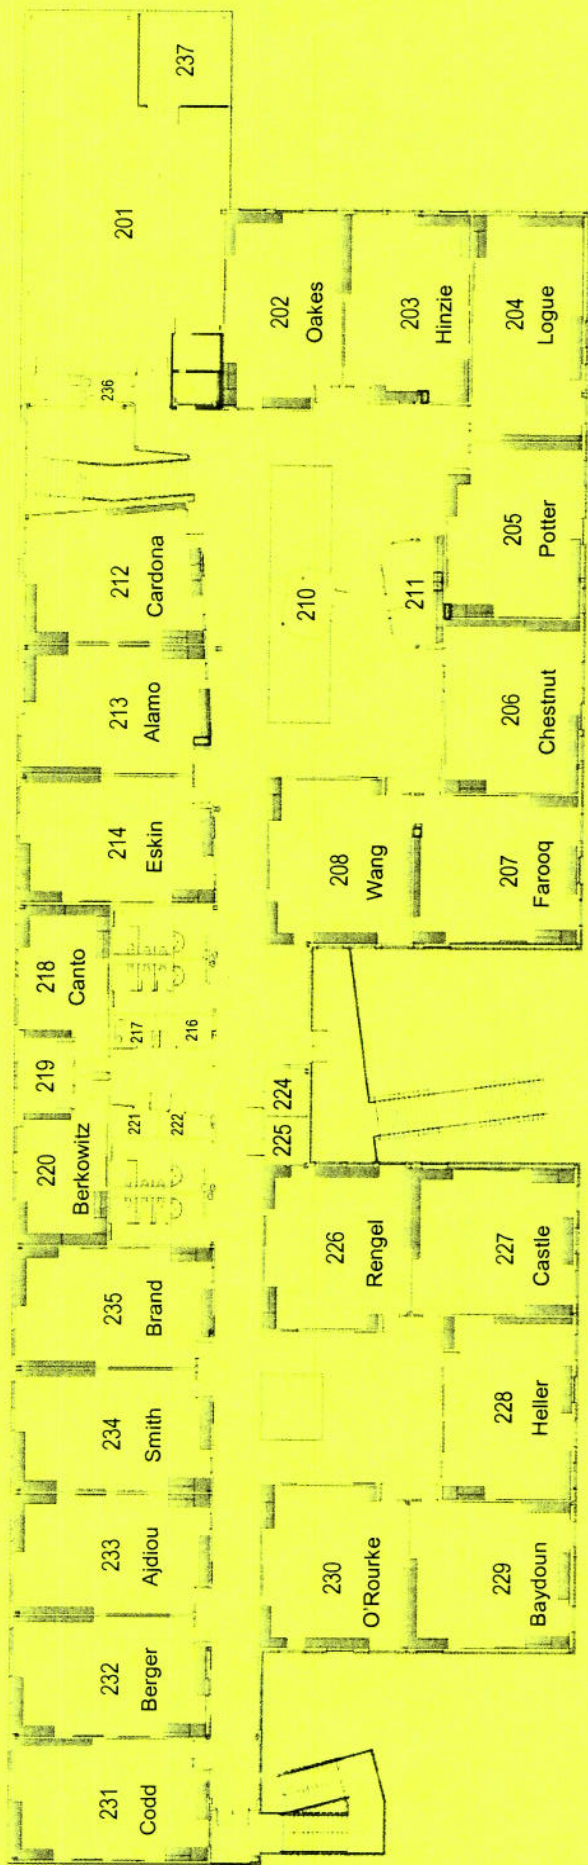 231
Codd
232
Berger
233
Ajdiou
234
Smith
235
Brand
220
Berkowitz
219
218
Canto
214
Eskin
213
Alamo
212
Cardona
236
201
237
221
222
217
216
225
224
230
O'Rourke
229
Baydoun
228
Heller
226
Rengel
227
Castle
208
Wang
207
Farooq
210
211
206
Chestnut
205
Potter
202
Oakes
203
Hinzie
204
Logue